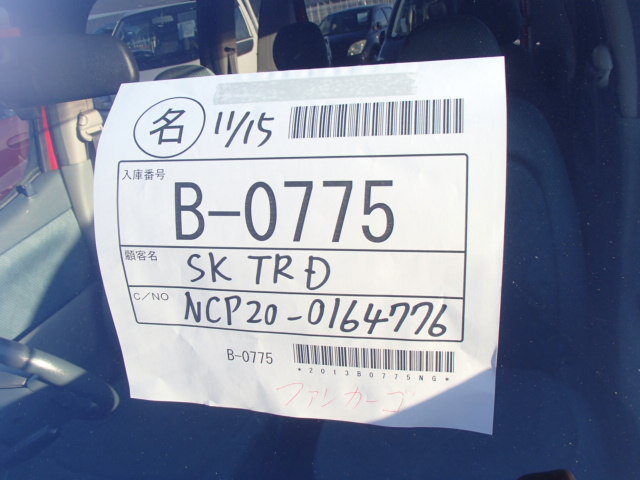 名 11/15
入庫番号
B-0775
顧客名
SK TRD
C/NO
NCP20-0164776
B-0775
*2013B0775NG*
ファンカーゴ